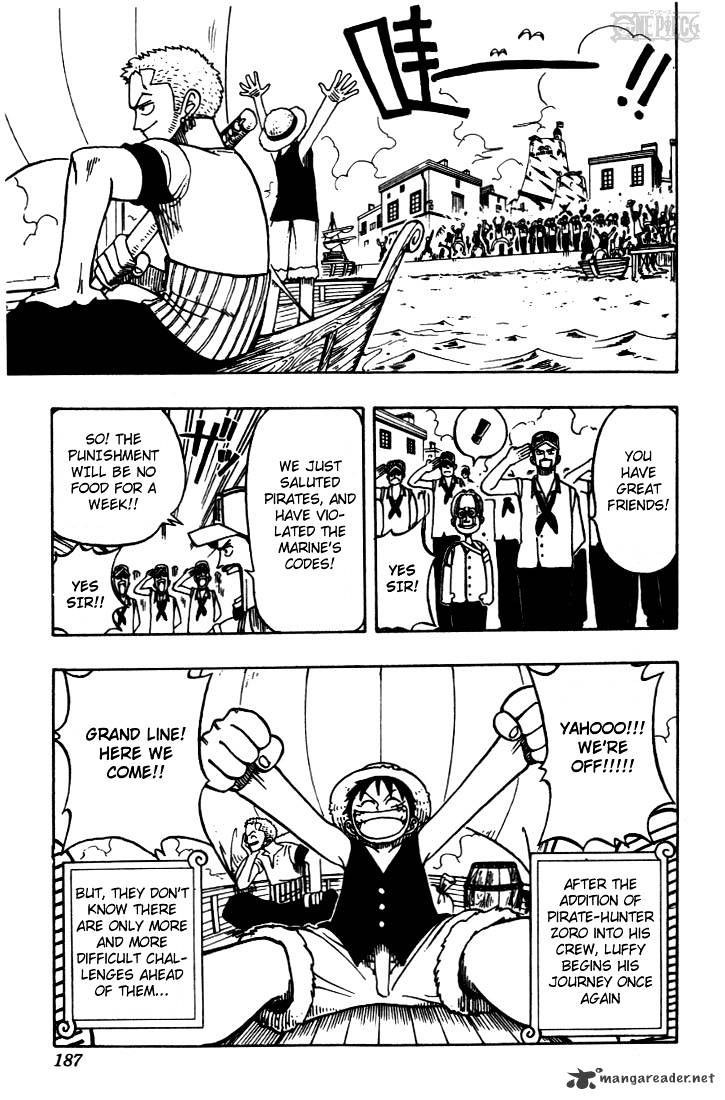 ONE PIECE
哇
!!
YOU
HAVE
GREAT
FRIENDS!
!
YES
SIR!
WE JUST
SALUTED
PIRATES, AND
HAVE VIO-
LATED THE
MARINE'S
CODES!
SO! THE
PUNISHMENT
WILL BE NO
FOOD FOR A
WEEK!!
YES
SIR!!
YAHOOO!!!
WE'RE
OFF!!!!!
GRAND LINE!
HERE WE
COME!!
AFTER THE
ADDITION OF
PIRATE-HUNTER
ZORO INTO HIS
CREW, LUFFY
BEGINS HIS
JOURNEY ONCE
AGAIN
BUT, THEY DON'T
KNOW THERE
ARE ONLY MORE
AND MORE
DIFFICULT CHAL-
LENGES AHEAD
OF THEM...
187
mangareader.net